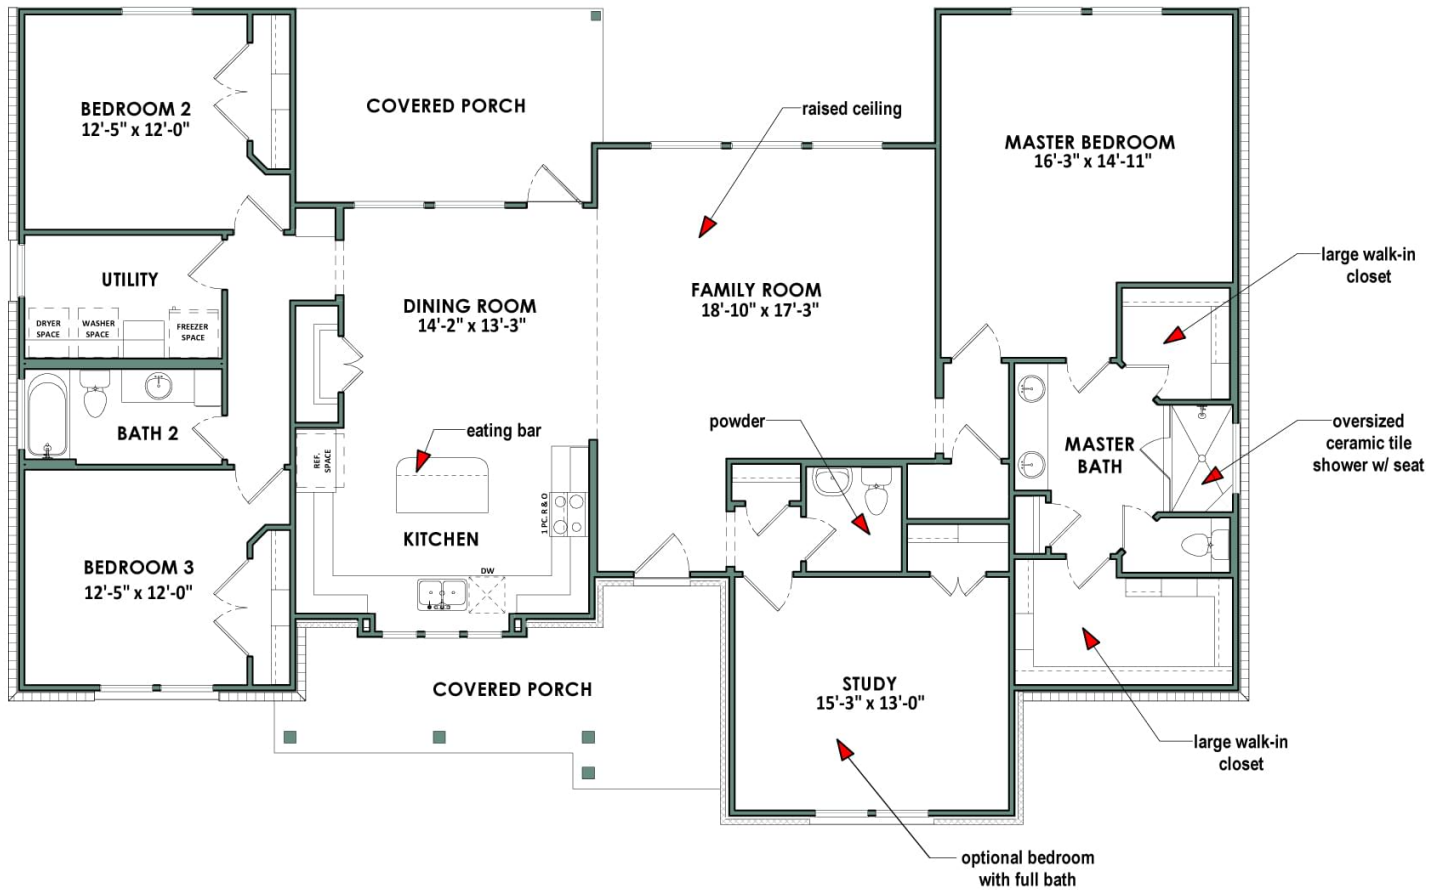 BEDROOM 2
12'-5" x 12'-0"
COVERED PORCH
raised ceiling
MASTER BEDROOM
16'-3" x 14'-11"
UTILITY
DRYER
SPACE
WASHER
SPACE
FREEZER
SPACE
DINING ROOM
14'-2" x 13'-3"
FAMILY ROOM
18'-10" x 17'-3"
large walk-in
closet
BATH 2
REF.
SPACE
eating bar
powder
MASTER
BATH
oversized
ceramic tile
shower w/ seat
KITCHEN
1 PC. R & O
DW
BEDROOM 3
12'-5" x 12'-0"
COVERED PORCH
STUDY
15'-3" x 13'-0"
large walk-in
closet
optional bedroom
with full bath